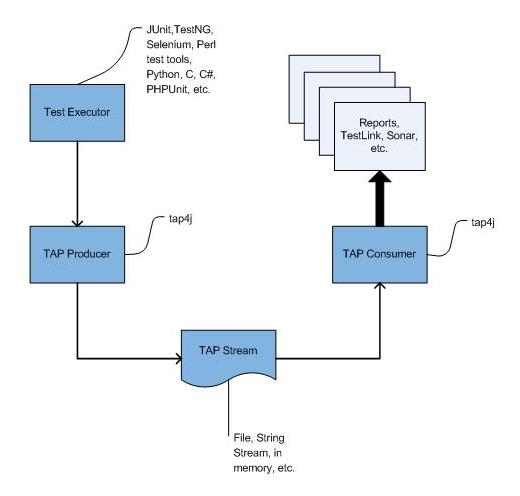 JUnit,TestNG,
Selenium, Perl
test tools,
Python, C, C#,
PHPUnit, etc.
Test Executor
Reports,
TestLink, Sonar,
etc.
TAP Producer
tap4j
TAP Consumer
tap4j
TAP Stream
File, String
Stream, in
memory, etc.